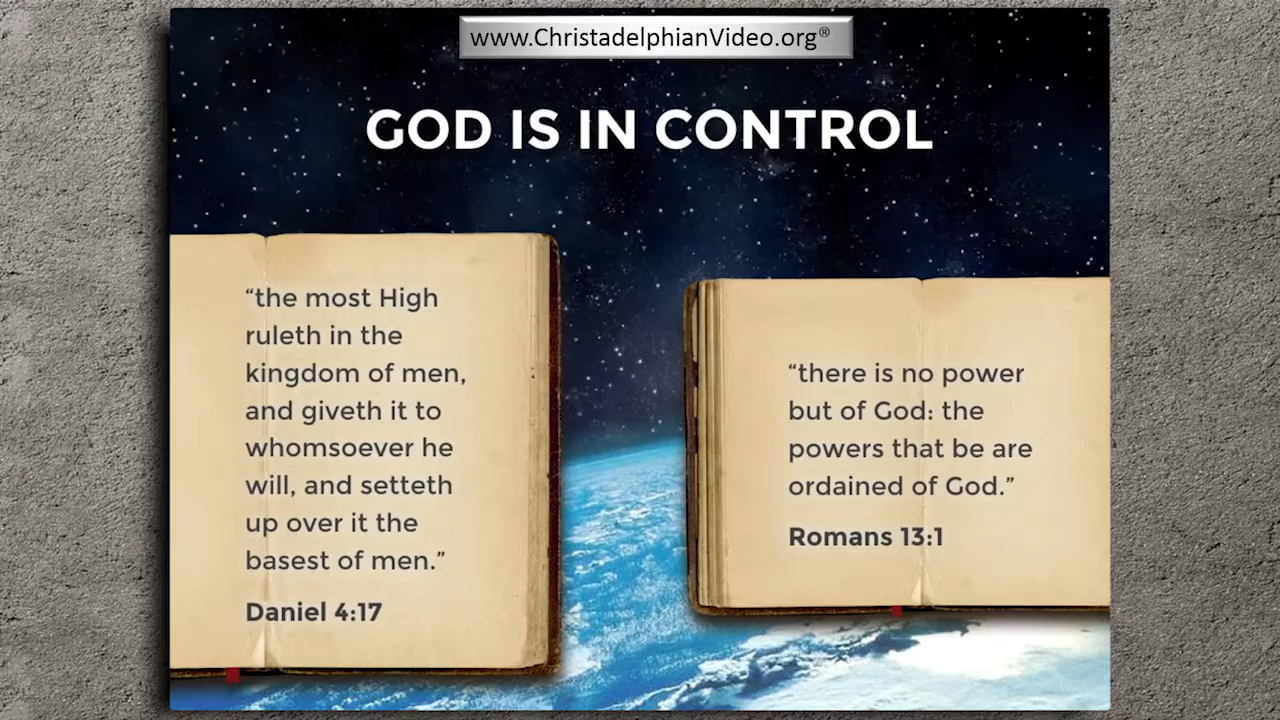 www.ChristadelphianVideo.org®
GOD IS IN CONTROL
“the most High
ruleth in the
kingdom of men,
and giveth it to
whomsoever he
will, and setteth
up over it the
basest of men.”
Daniel 4:17
“there is no power
but of God: the
powers that be are
ordained of God.”
Romans 13:1